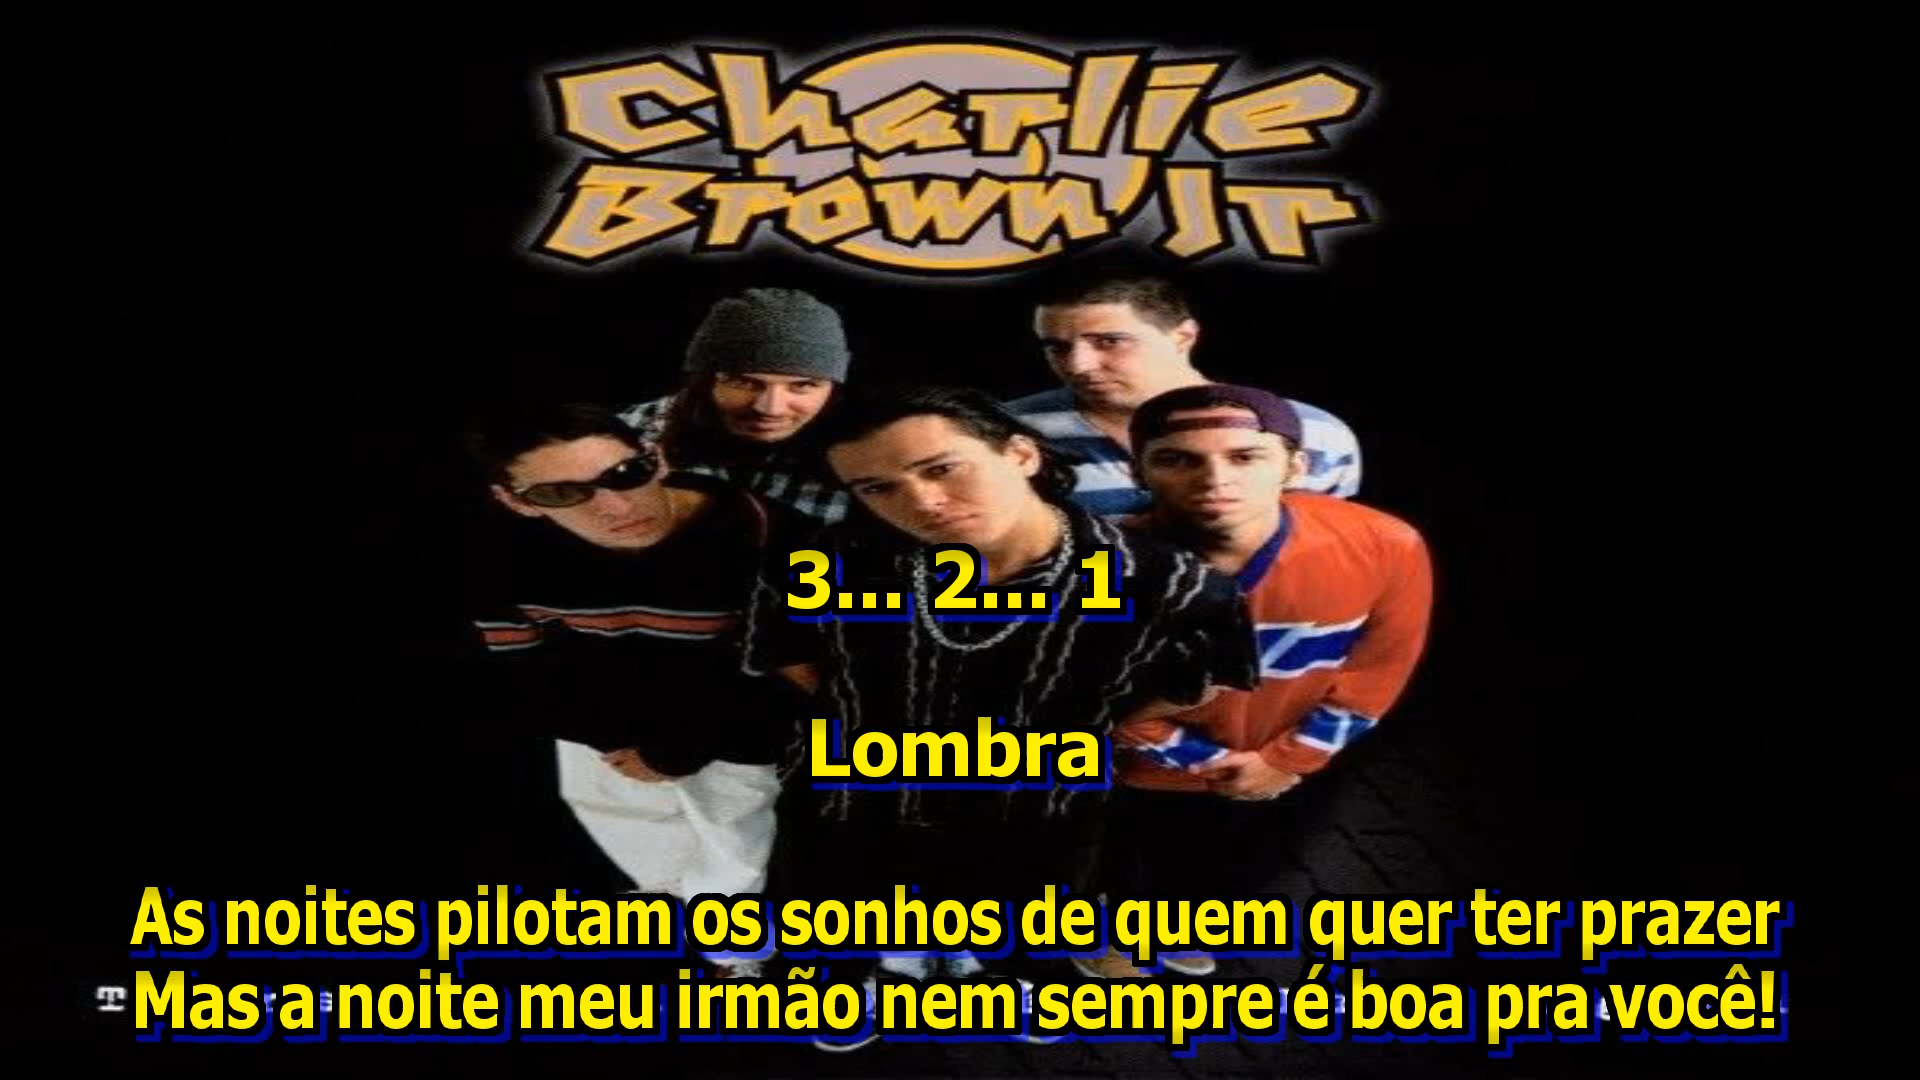 Charlie
Brown Jr
3... 2... 1
Lombra
As noites pilotam os sonhos de quem quer ter prazer
Mas a noite meu irmão nem sempre é boa pra você!